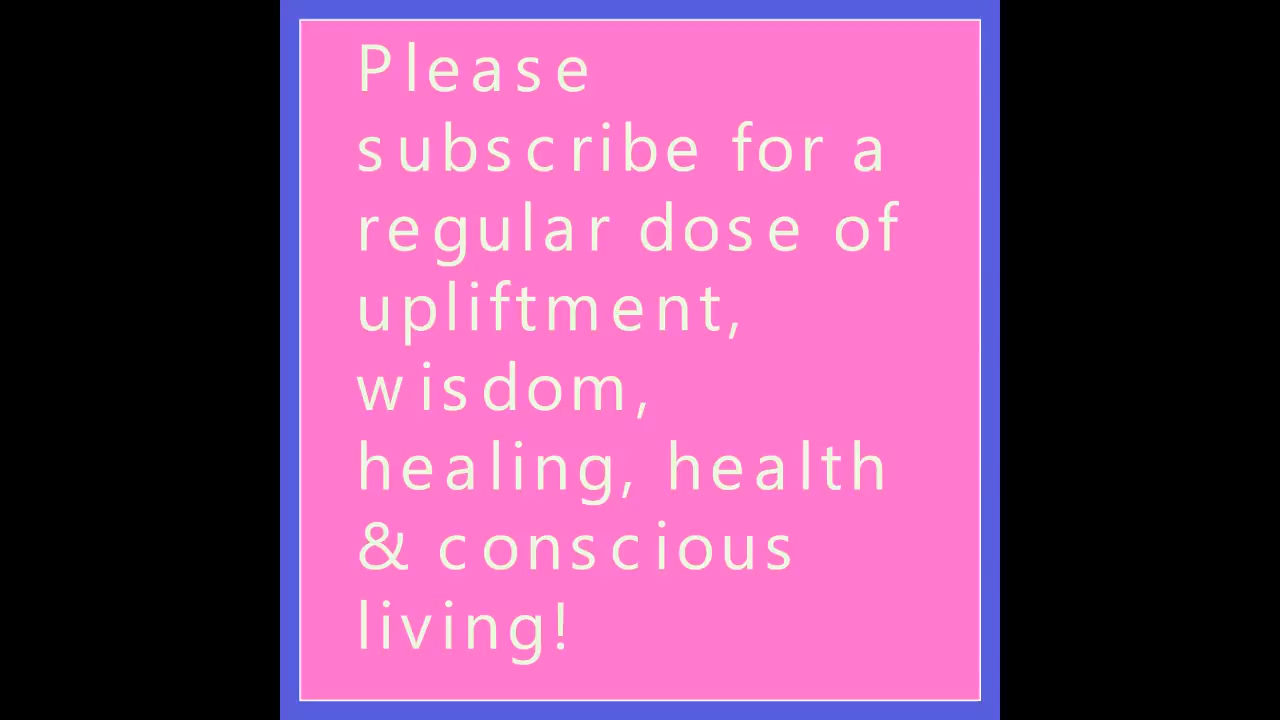 Please
subscribe for a
regular dose of
upliftment,
wisdom,
healing, health
& conscious
living!